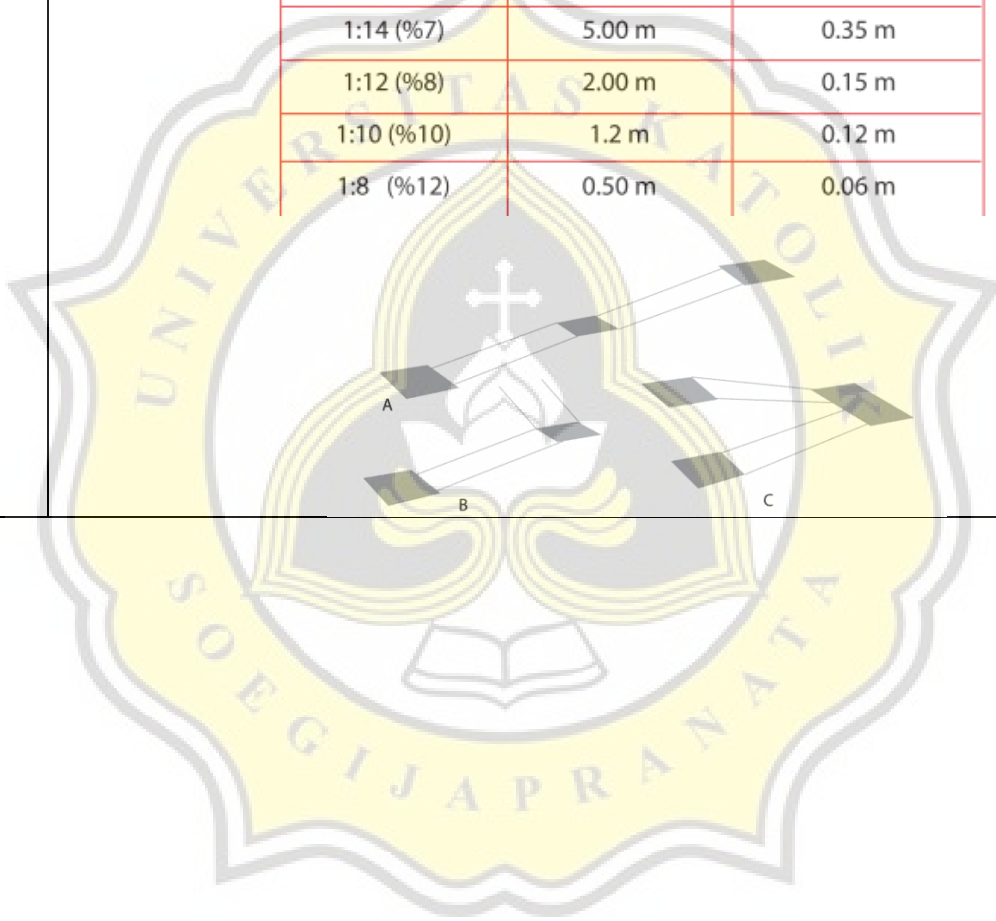 1:14 (%7) 5.00 m 0.35 m
1:12 (%8) 2.00 m 0.15 m
1:10 (%10) 1.2 m 0.12 m
1:8 (%12) 0.50 m 0.06 m
UNIVERSITAS KATOLIK
A
B
C
SOEGIJAPRANATA